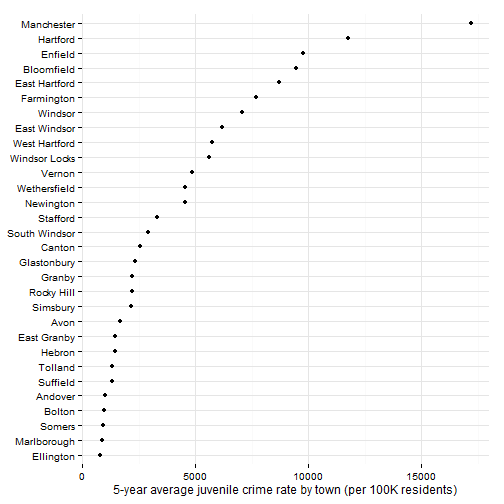 Manchester
Hartford
Enfield
Bloomfield
East Hartford
Farmington
Windsor
East Windsor
West Hartford
Windsor Locks
Vernon
Wethersfield
Newington
Stafford
South Windsor
Canton
Glastonbury
Granby
Rocky Hill
Simsbury
Avon
East Granby
Hebron
Tolland
Suffield
Andover
Bolton
Somers
Marlborough
Ellington
0 5000 10000 15000
5-year average juvenile crime rate by town (per 100K residents)